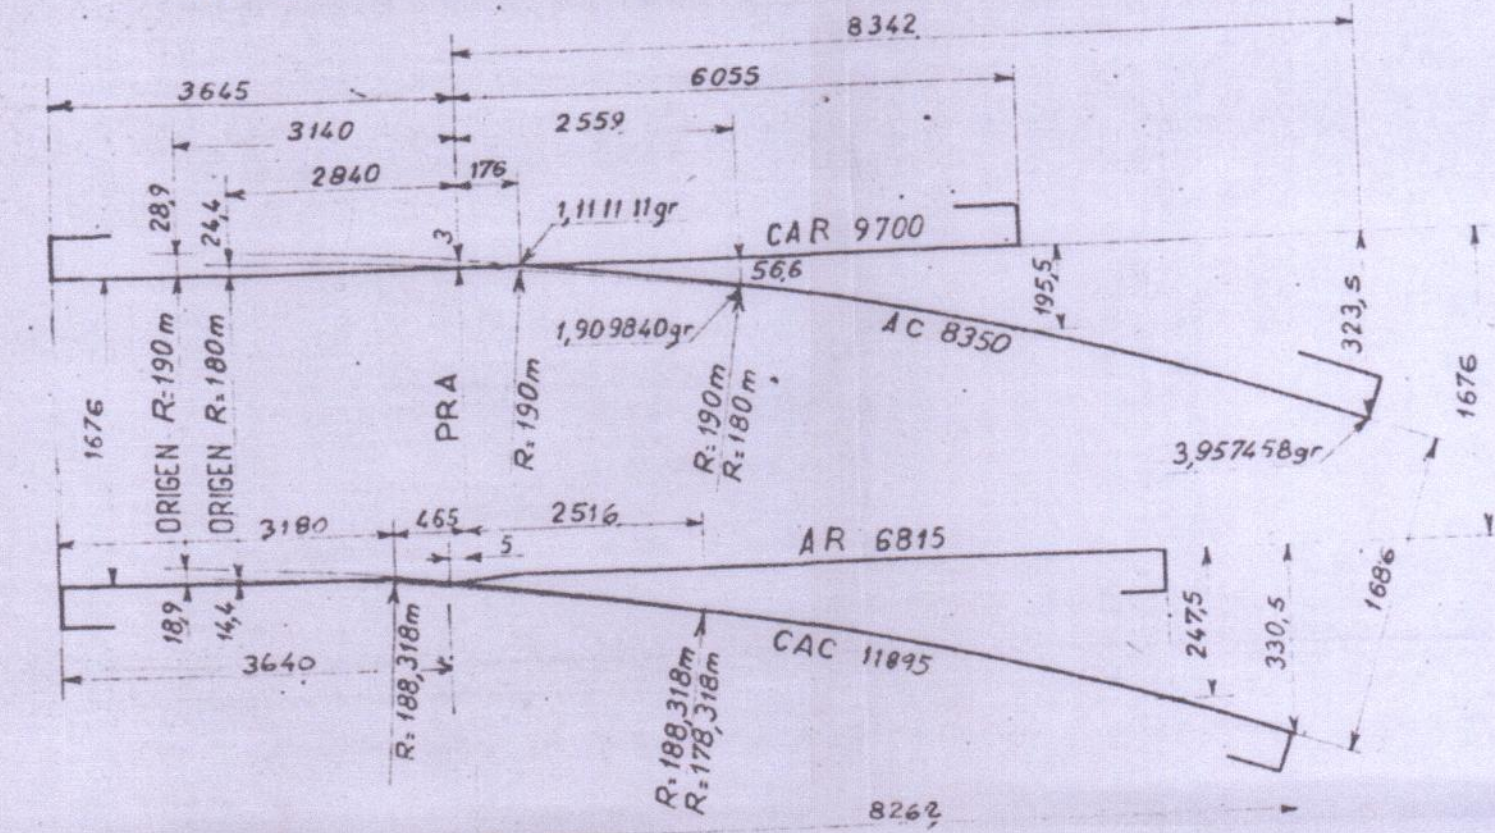 8342
3645
6055
3140
2559
2840
176
28,9
24,4
3
1,111111gr
CAR 9700
56,6
195,5
323,5
1,909840gr
AC 8350
1676
ORIGEN R=190m
ORIGEN R=180m
PRA
R=190m
R=190m
R=180m
3,957458gr
1676
3180
465
2516
5
AR 6815
18,9
14,4
3640
R=188,318m
CAC 11895
R=188,318m
R=178,318m
247,5
330,5
1686
8262